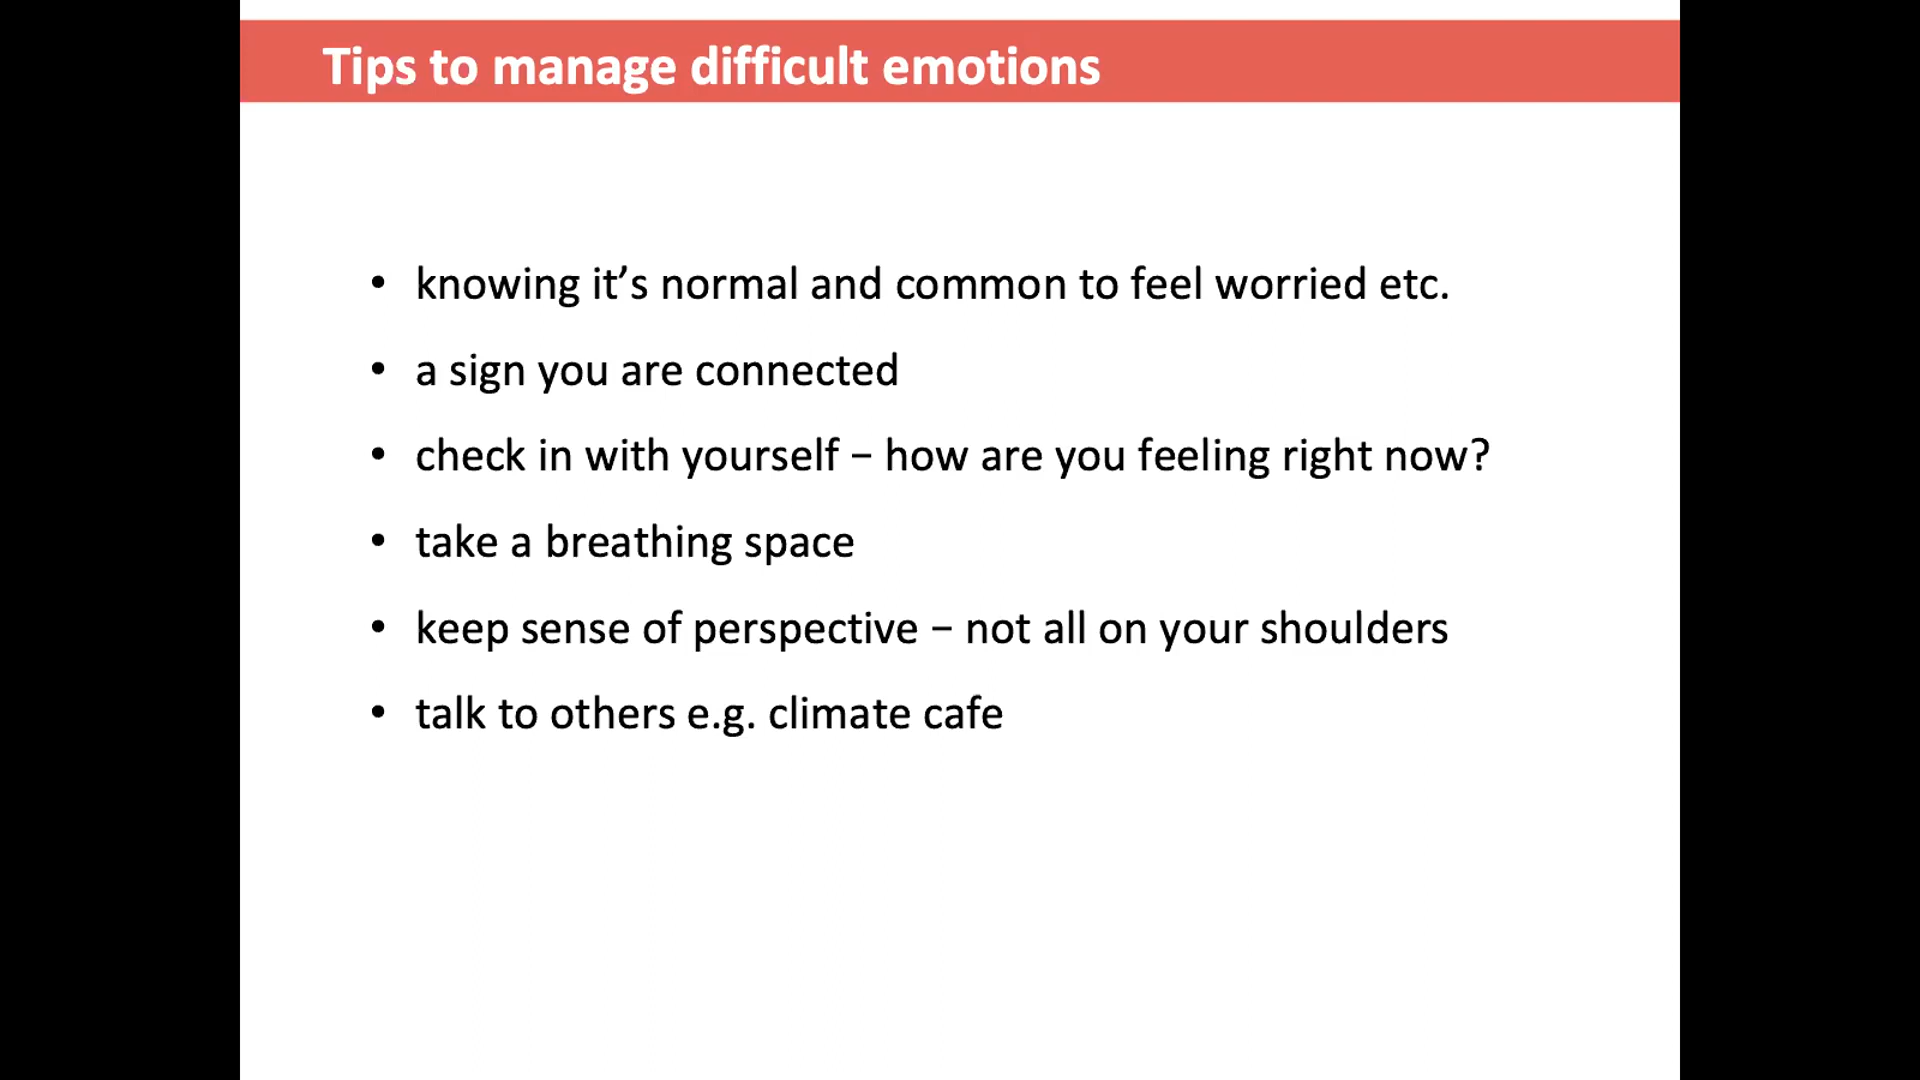 Tips to manage difficult emotions
• knowing it’s normal and common to feel worried etc.
• a sign you are connected
• check in with yourself – how are you feeling right now?
• take a breathing space
• keep sense of perspective – not all on your shoulders
• talk to others e.g. climate cafe